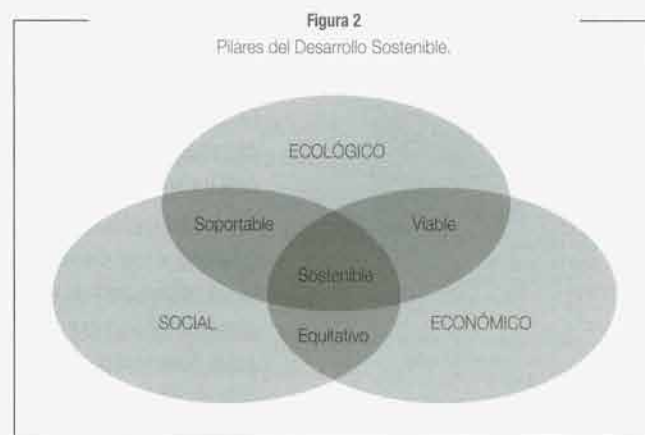 Figura 2
Pilares del Desarrollo Sostenible.
ECOLÓGICO
Soportable
Viable
Sostenible
SOCIAL
Equitativo
ECONÓMICO